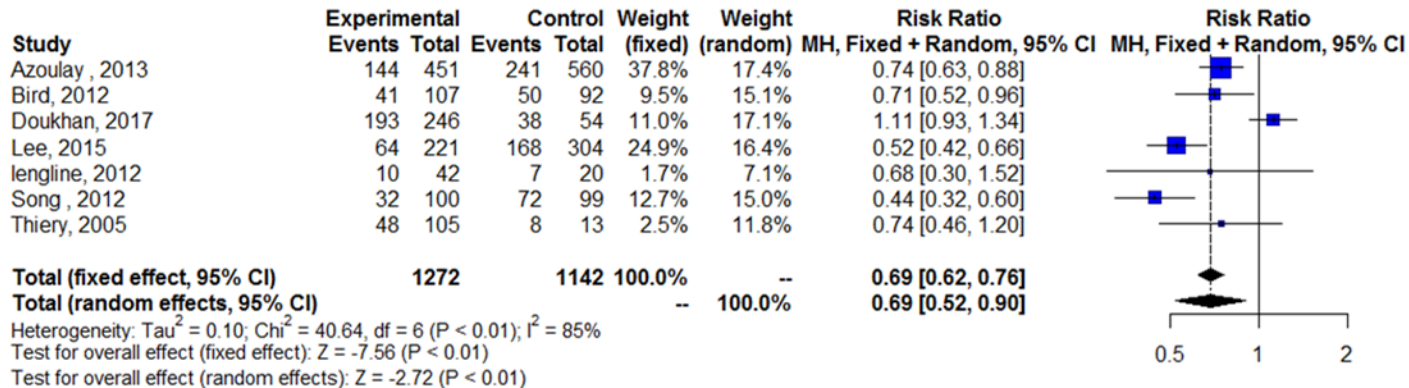 Experimental Control Weight Weight Risk Ratio Risk Ratio
Study Events Total Events Total (fixed) (random) MH, Fixed + Random, 95% CI MH, Fixed + Random, 95% CI
Azoulay , 2013 144 451 241 560 37.8% 17.4% 0.74 [0.63, 0.88]
Bird, 2012 41 107 50 92 9.5% 15.1% 0.71 [0.52, 0.96]
Doukhan, 2017 193 246 38 54 11.0% 17.1% 1.11 [0.93, 1.34]
Lee, 2015 64 221 168 304 24.9% 16.4% 0.52 [0.42, 0.66]
lengline, 2012 10 42 7 20 1.7% 7.1% 0.68 [0.30, 1.52]
Song , 2012 32 100 72 99 12.7% 15.0% 0.44 [0.32, 0.60]
Thiery, 2005 48 105 8 13 2.5% 11.8% 0.74 [0.46, 1.20]
Total (fixed effect, 95% CI) 1272 1142 100.0% -- 0.69 [0.62, 0.76]
Total (random effects, 95% CI) -- 100.0% 0.69 [0.52, 0.90]
Heterogeneity: Tau² = 0.10; Chi² = 40.64, df = 6 (P < 0.01); I² = 85%
Test for overall effect (fixed effect): Z = -7.56 (P < 0.01)
Test for overall effect (random effects): Z = -2.72 (P < 0.01)
0.5 1 2